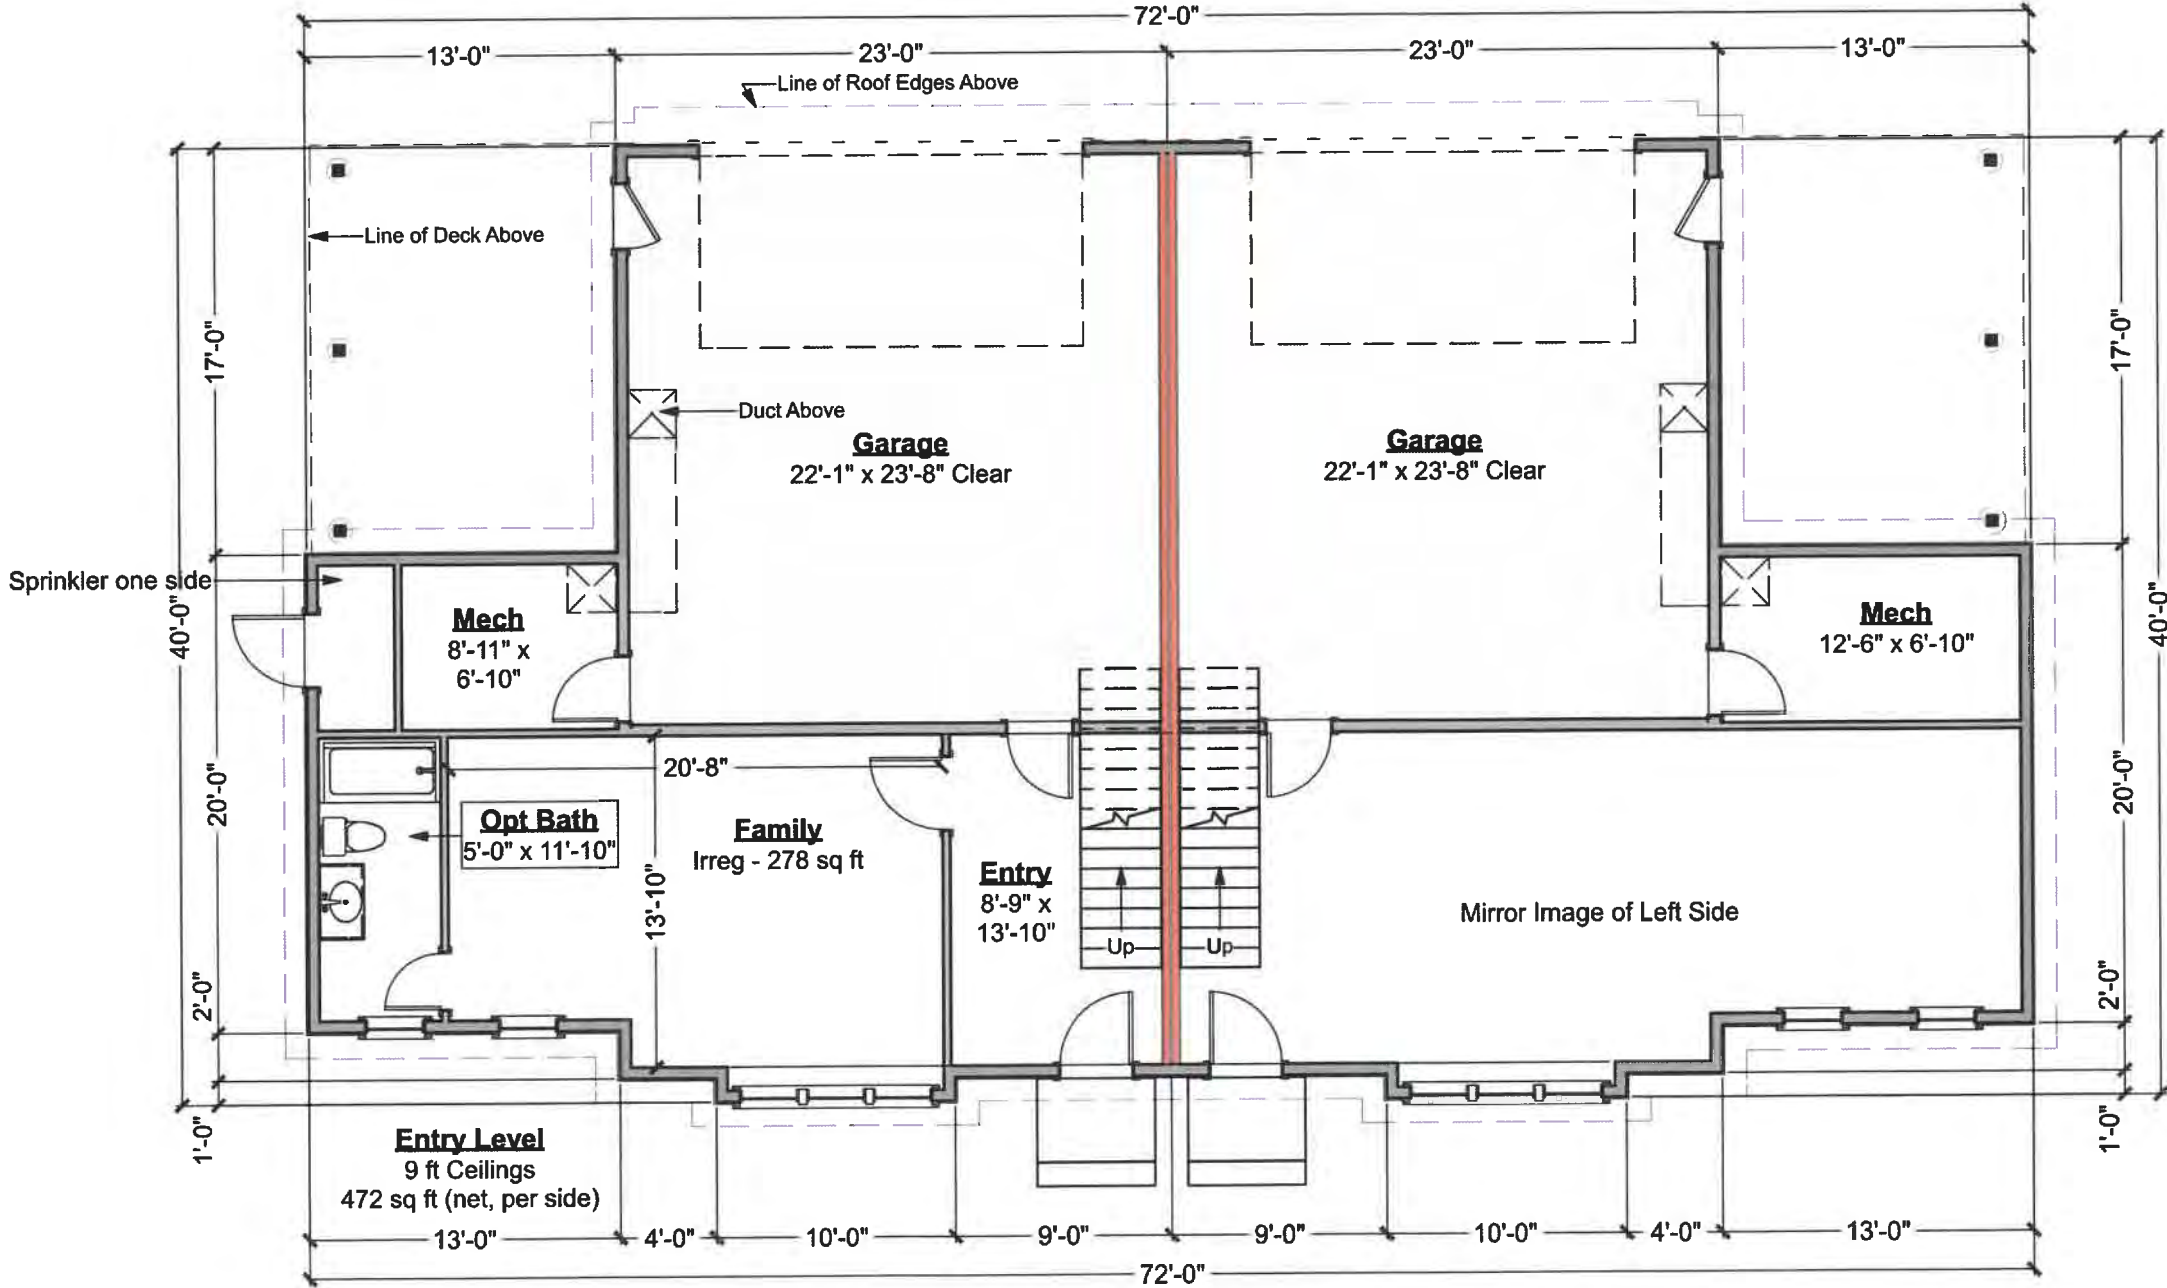 72'-0"
13'-0"
23'-0"
23'-0"
13'-0"
Line of Roof Edges Above
Line of Deck Above
17'-0"
17'-0"
Duct Above
Garage
22'-1" x 23'-8" Clear
Garage
22'-1" x 23'-8" Clear
Sprinkler one side
40'-0"
40'-0"
Mech
8'-11" x
6'-10"
Mech
12'-6" x 6'-10"
20'-8"
20'-0"
20'-0"
Opt Bath
5'-0" x 11'-10"
Family
Irreg - 278 sq ft
13'-10"
Entry
8'-9" x
13'-10"
Up
Up
Mirror Image of Left Side
2'-0"
2'-0"
1'-0"
1'-0"
Entry Level
9 ft Ceilings
472 sq ft (net, per side)
13'-0"
4'-0"
10'-0"
9'-0"
9'-0"
10'-0"
4'-0"
13'-0"
72'-0"